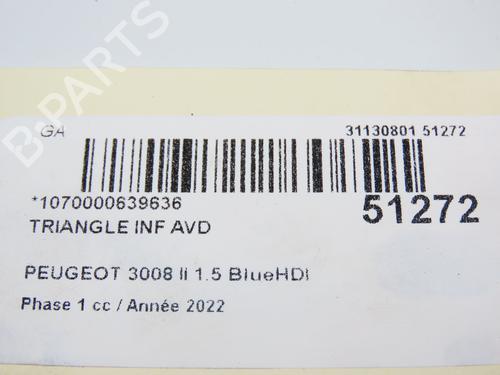 B-PARTS
GA
31130801 51272
*1070000639636
51272
TRIANGLE INF AVD
PEUGEOT 3008 II 1.5 BlueHDI
Phase 1 cc / Année 2022